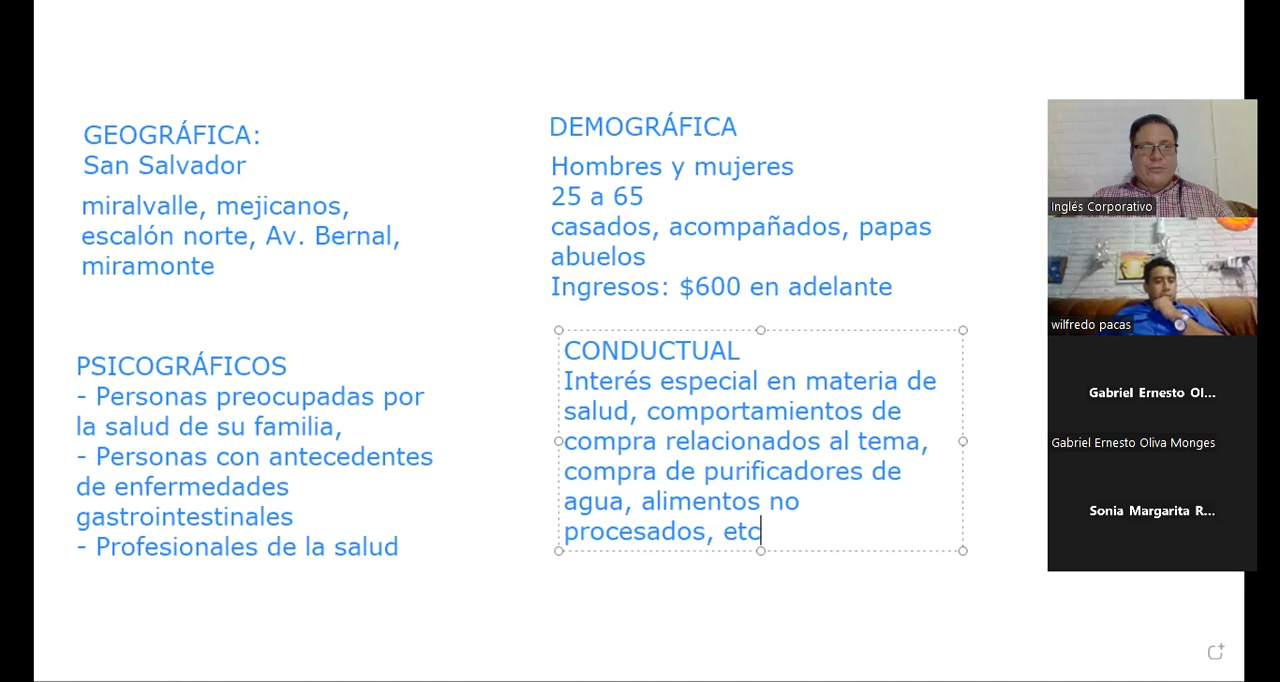 GEOGRÁFICA:
San Salvador
miralvalle, mejicanos,
escalón norte, Av. Bernal,
miramonte
DEMOGRÁFICA
Hombres y mujeres
25 a 65
casados, acompañados, papas
abuelos
Ingresos: $600 en adelante
PSICOGRÁFICOS
- Personas preocupadas por
la salud de su familia,
- Personas con antecedentes
de enfermedades
gastrointestinales
- Profesionales de la salud
CONDUCTUAL
Interés especial en materia de
salud, comportamientos de
compra relacionados al tema,
compra de purificadores de
agua, alimentos no
procesados, etc
Inglés Corporativo
wilfredo pacas
Gabriel Ernesto Ol...
Gabriel Ernesto Oliva Monges
Sonia Margarita R...